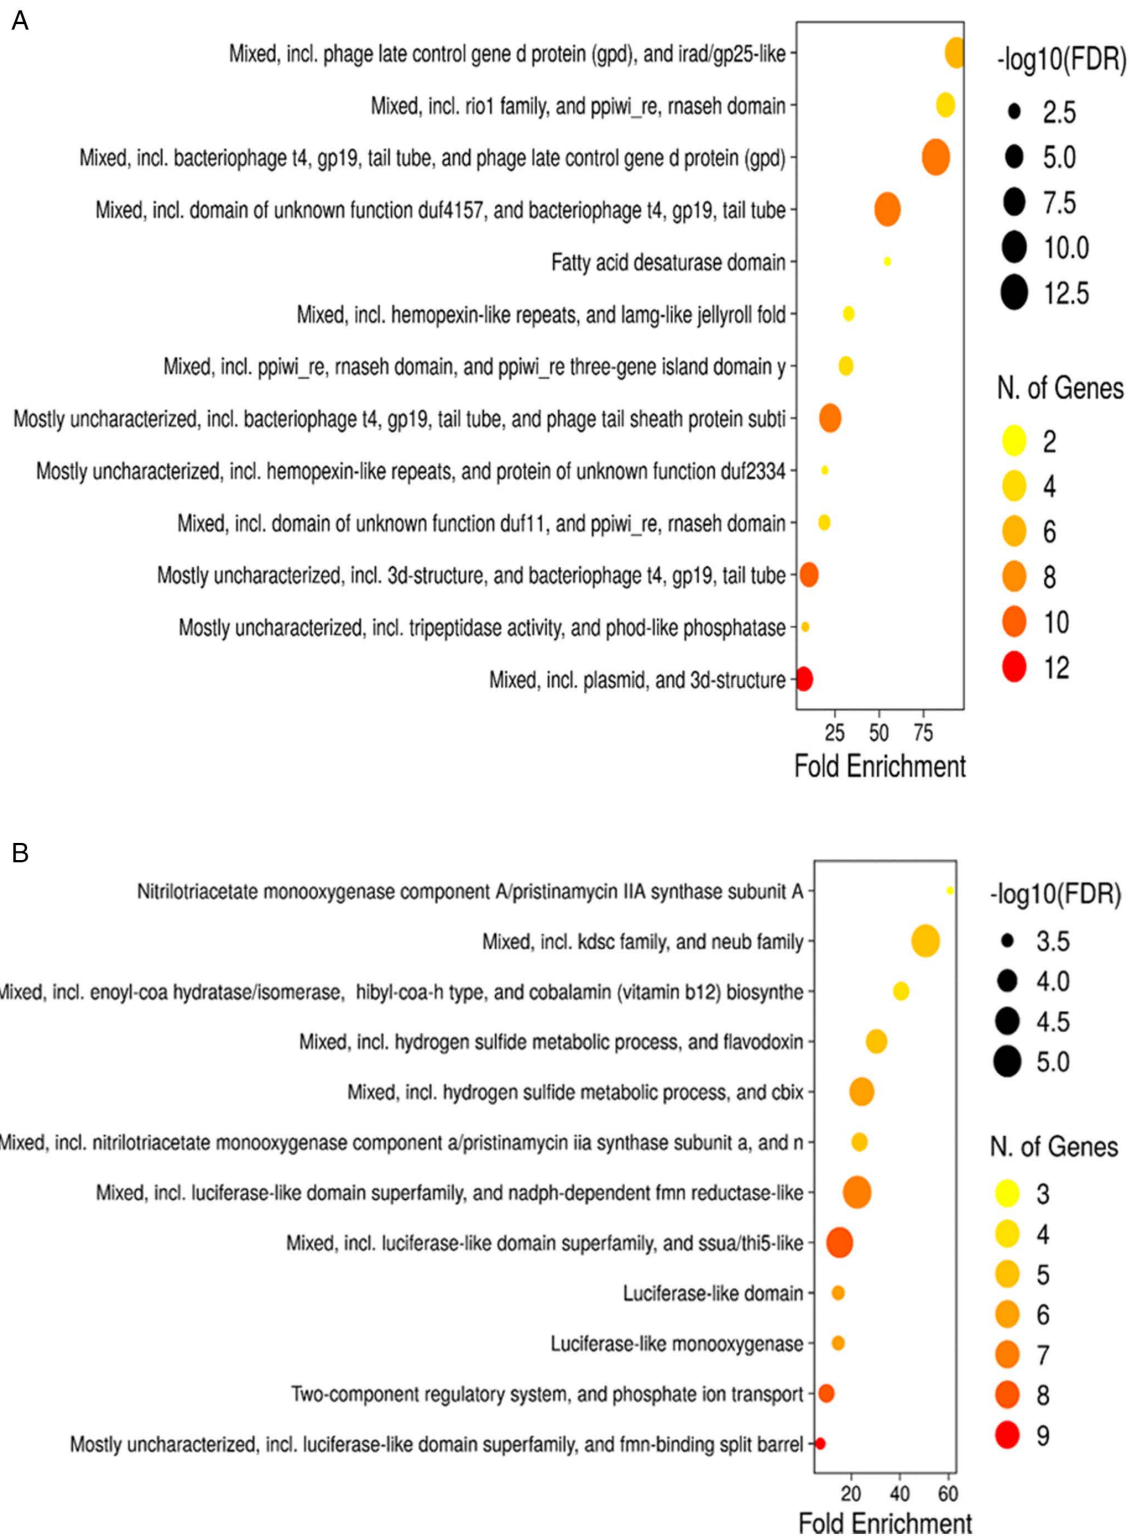 A
Mixed, incl. phage late control gene d protein (gpd), and irad/gp25-like
Mixed, incl. rio1 family, and ppiwi_re, rnaseh domain
Mixed, incl. bacteriophage t4, gp19, tail tube, and phage late control gene d protein (gpd)
Mixed, incl. domain of unknown function duf4157, and bacteriophage t4, gp19, tail tube
Fatty acid desaturase domain
Mixed, incl. hemopexin-like repeats, and lamg-like jellyroll fold
Mixed, incl. ppiwi_re, rnaseh domain, and ppiwi_re three-gene island domain y
Mostly uncharacterized, incl. bacteriophage t4, gp19, tail tube, and phage tail sheath protein subti
Mostly uncharacterized, incl. hemopexin-like repeats, and protein of unknown function duf2334
Mixed, incl. domain of unknown function duf11, and ppiwi_re, rnaseh domain
Mostly uncharacterized, incl. 3d-structure, and bacteriophage t4, gp19, tail tube
Mostly uncharacterized, incl. tripeptidase activity, and phod-like phosphatase
Mixed, incl. plasmid, and 3d-structure
25 50 75
Fold Enrichment
-log10(FDR)
2.5
5.0
7.5
10.0
12.5
N. of Genes
2
4
6
8
10
12
B
Nitrilotriacetate monooxygenase component A/pristinamycin IIA synthase subunit A
Mixed, incl. kdsc family, and neub family
Mixed, incl. enoyl-coa hydratase/isomerase, hibyl-coa-h type, and cobalamin (vitamin b12) biosynthe
Mixed, incl. hydrogen sulfide metabolic process, and flavodoxin
Mixed, incl. hydrogen sulfide metabolic process, and cbix
Mixed, incl. nitrilotriacetate monooxygenase component a/pristinamycin iia synthase subunit a, and n
Mixed, incl. luciferase-like domain superfamily, and nadph-dependent fmn reductase-like
Mixed, incl. luciferase-like domain superfamily, and ssua/thi5-like
Luciferase-like domain
Luciferase-like monooxygenase
Two-component regulatory system, and phosphate ion transport
Mostly uncharacterized, incl. luciferase-like domain superfamily, and fmn-binding split barrel
20 40 60
Fold Enrichment
-log10(FDR)
3.5
4.0
4.5
5.0
N. of Genes
3
4
5
6
7
8
9